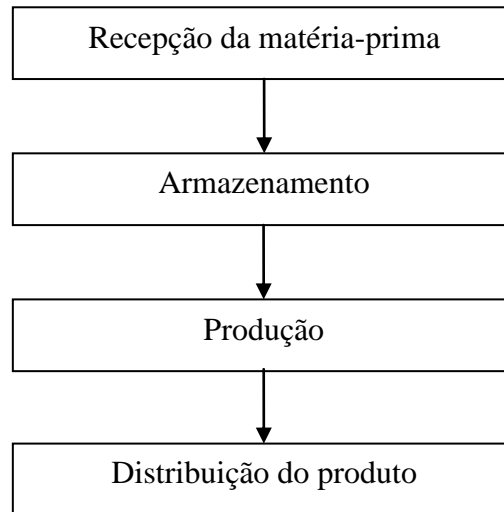 Recepção da matéria-prima
Armazenamento
Produção
Distribuição do produto